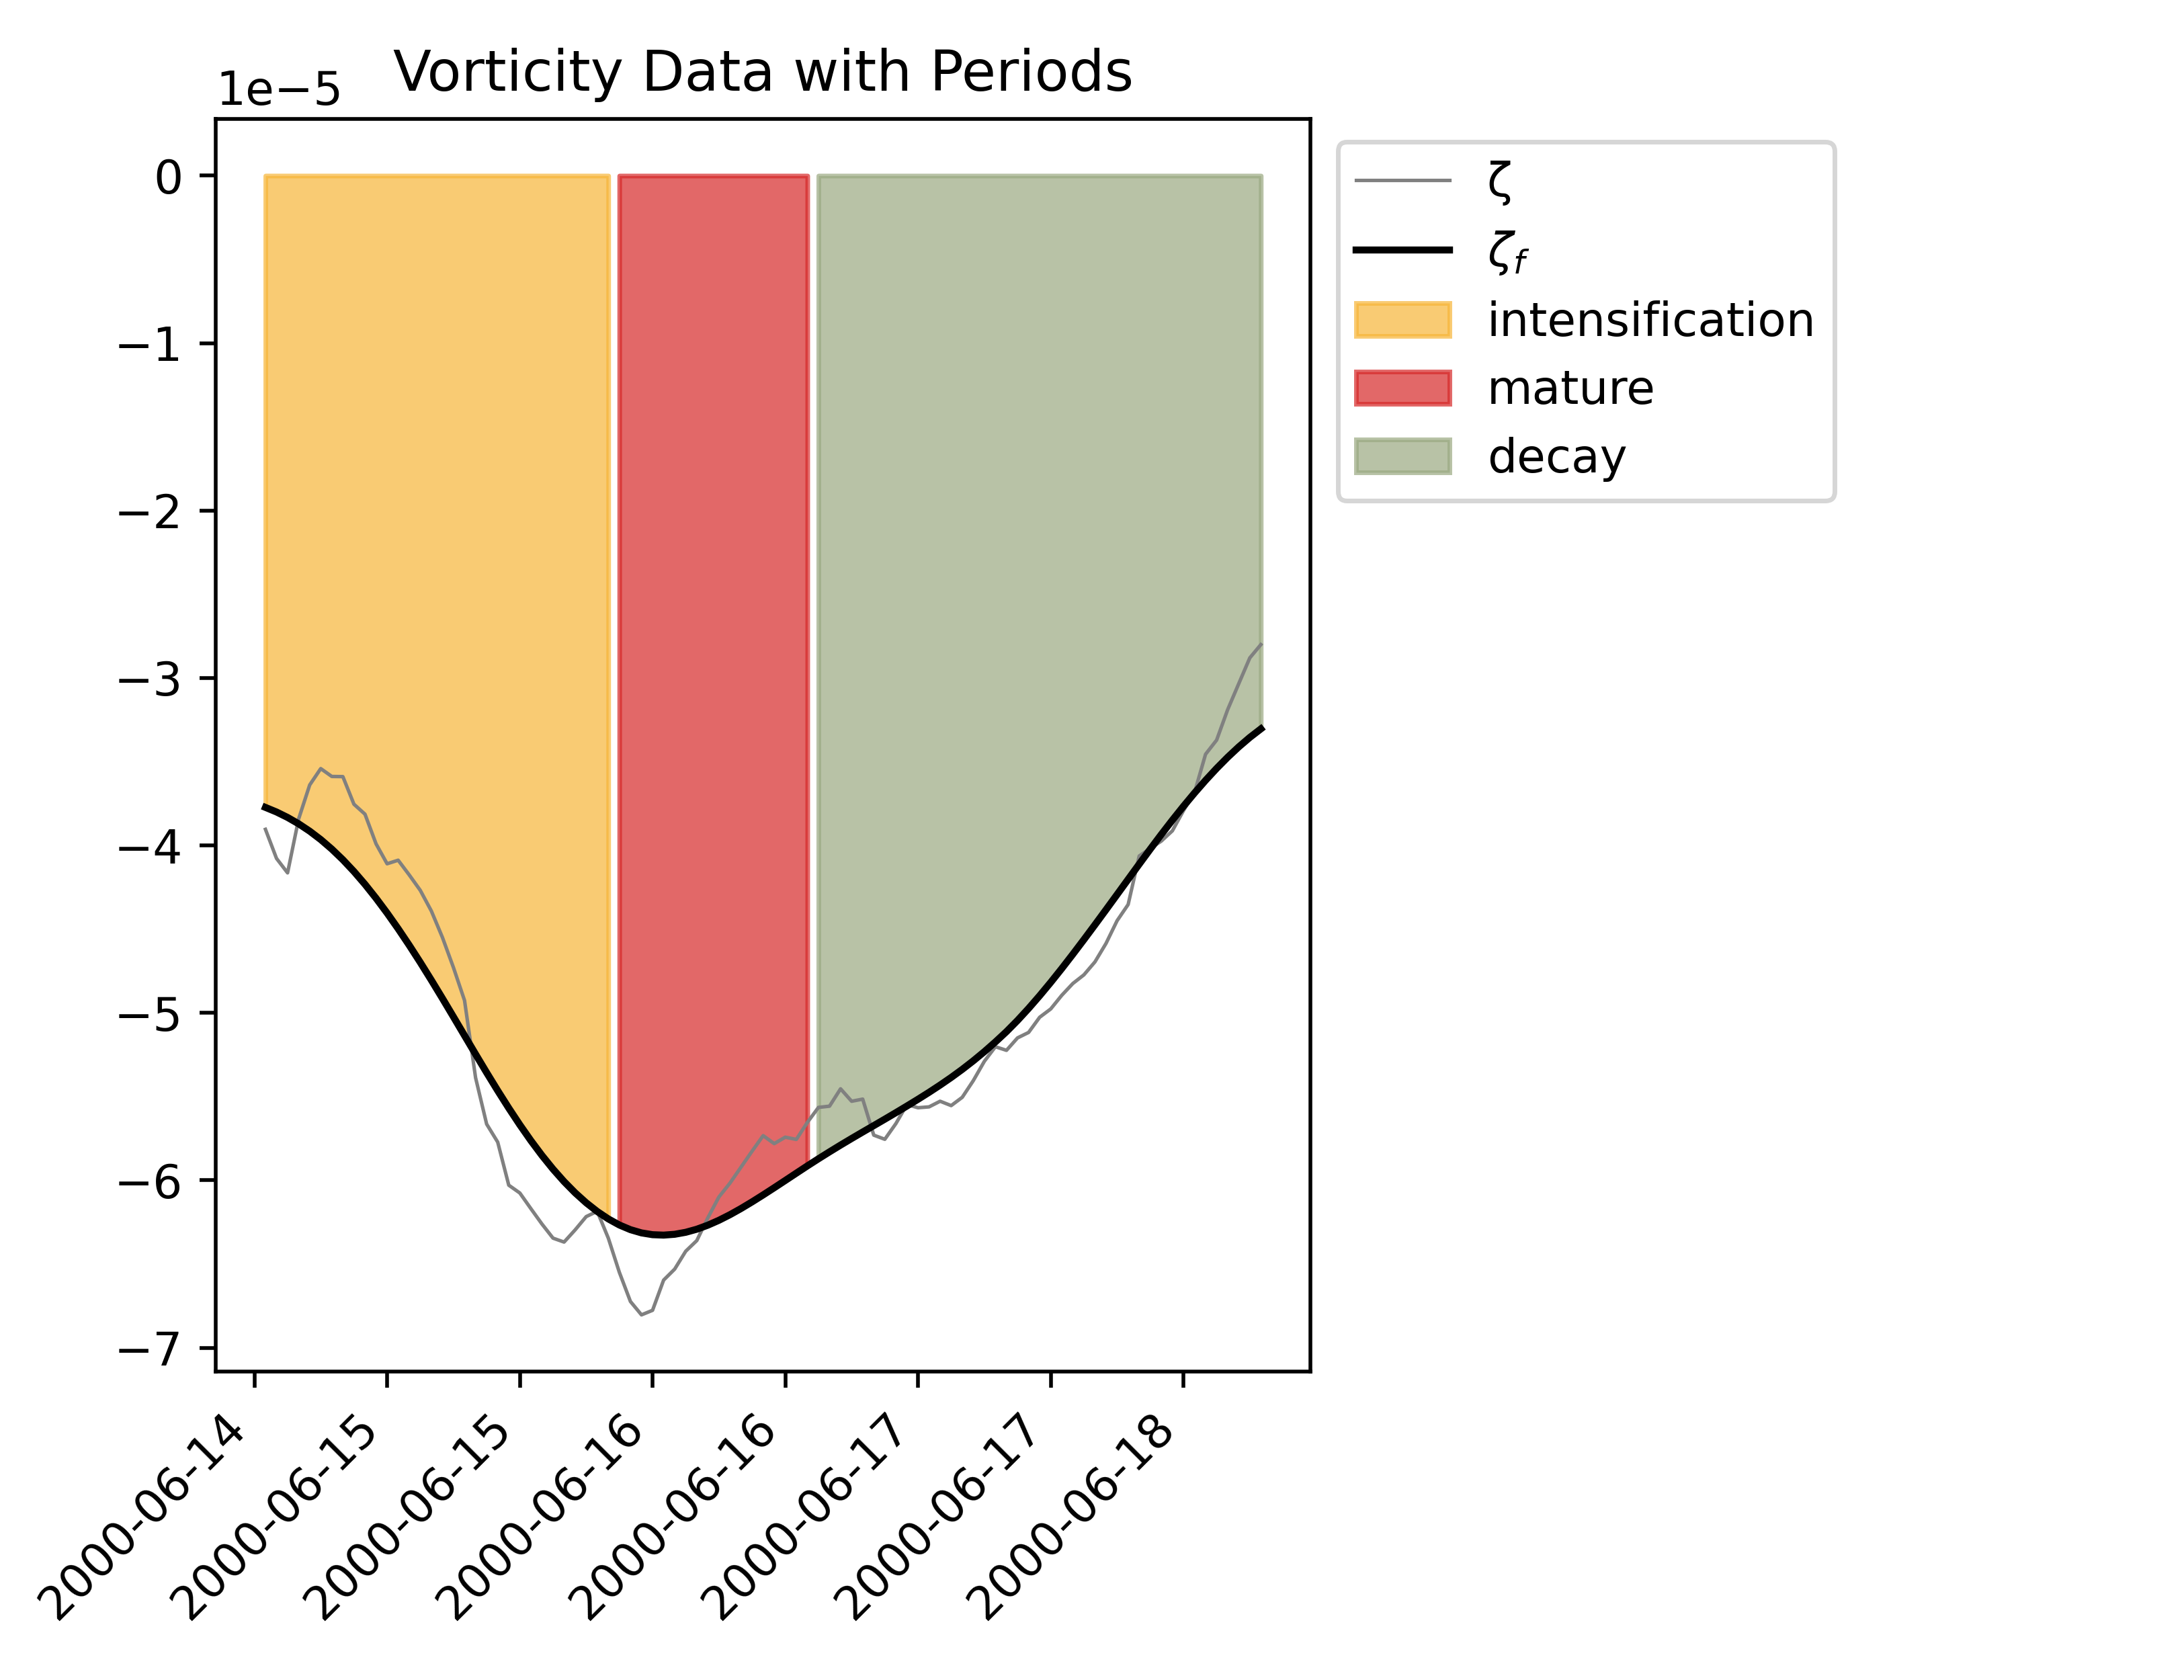 Vorticity Data with Periods
1e−5
0
−1
−2
−3
−4
−5
−6
−7
2000-06-14
2000-06-15
2000-06-15
2000-06-16
2000-06-16
2000-06-17
2000-06-17
2000-06-18
ζ
ζf
intensification
mature
decay